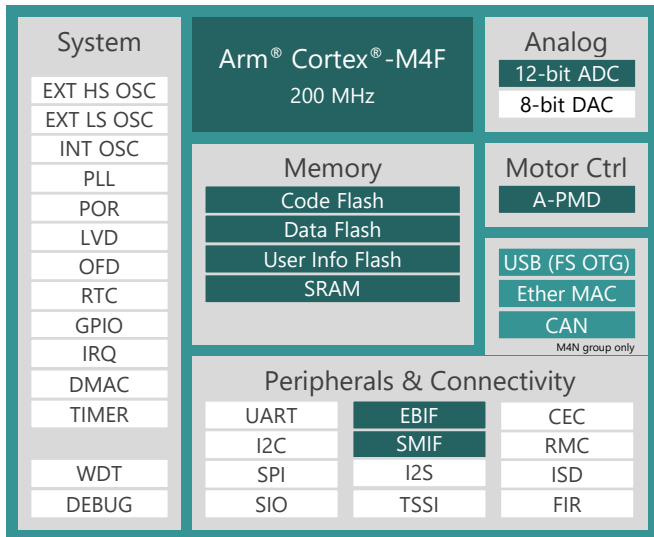 System
EXT HS OSC
EXT LS OSC
INT OSC
PLL
POR
LVD
OFD
RTC
GPIO
IRQ
DMAC
TIMER
WDT
DEBUG
Arm® Cortex®-M4F
200 MHz
Memory
Code Flash
Data Flash
User Info Flash
SRAM
Analog
12-bit ADC
8-bit DAC
Motor Ctrl
A-PMD
USB (FS OTG)
Ether MAC
CAN
M4N group only
Peripherals & Connectivity
UART EBIF CEC
I2C SMIF RMC
SPI I2S ISD
SIO TSSI FIR